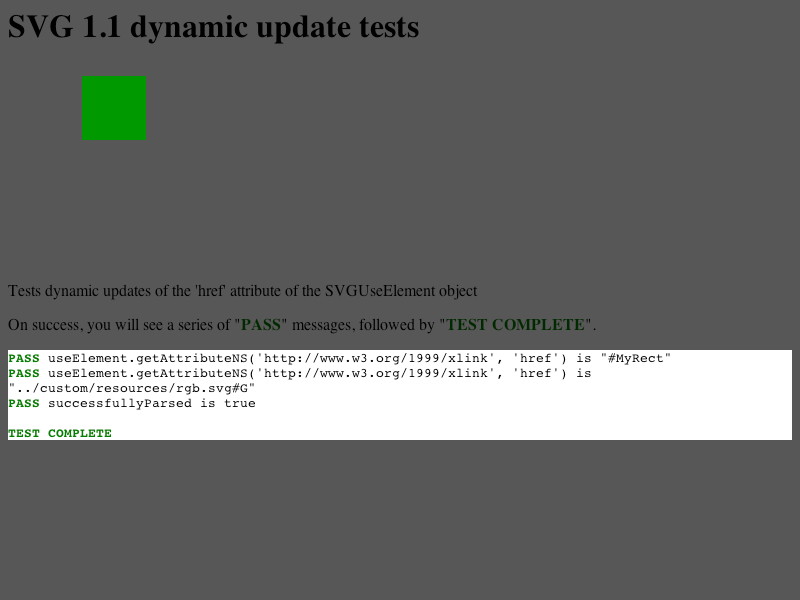 SVG 1.1 dynamic update tests
Tests dynamic updates of the 'href' attribute of the SVGUseElement object
On success, you will see a series of "PASS" messages, followed by "TEST COMPLETE".
PASS useElement.getAttributeNS('http://www.w3.org/1999/xlink', 'href') is "#MyRect"
PASS useElement.getAttributeNS('http://www.w3.org/1999/xlink', 'href') is
"../custom/resources/rgb.svg#G"
PASS successfullyParsed is true
TEST COMPLETE